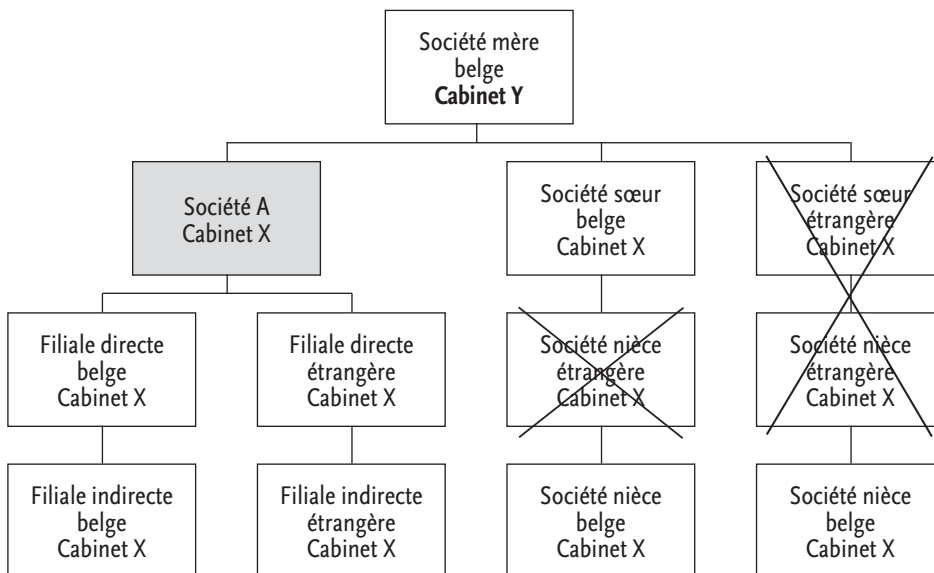 Société mère
belge
Cabinet Y
Société A
Cabinet X
Société sœur
belge
Cabinet X
Société sœur
étrangère
Cabinet X
Filiale directe
belge
Cabinet X
Filiale directe
étrangère
Cabinet X
Société nièce
étrangère
Cabinet X
Société nièce
étrangère
Cabinet X
Filiale indirecte
belge
Cabinet X
Filiale indirecte
étrangère
Cabinet X
Société nièce
belge
Cabinet X
Société nièce
belge
Cabinet X